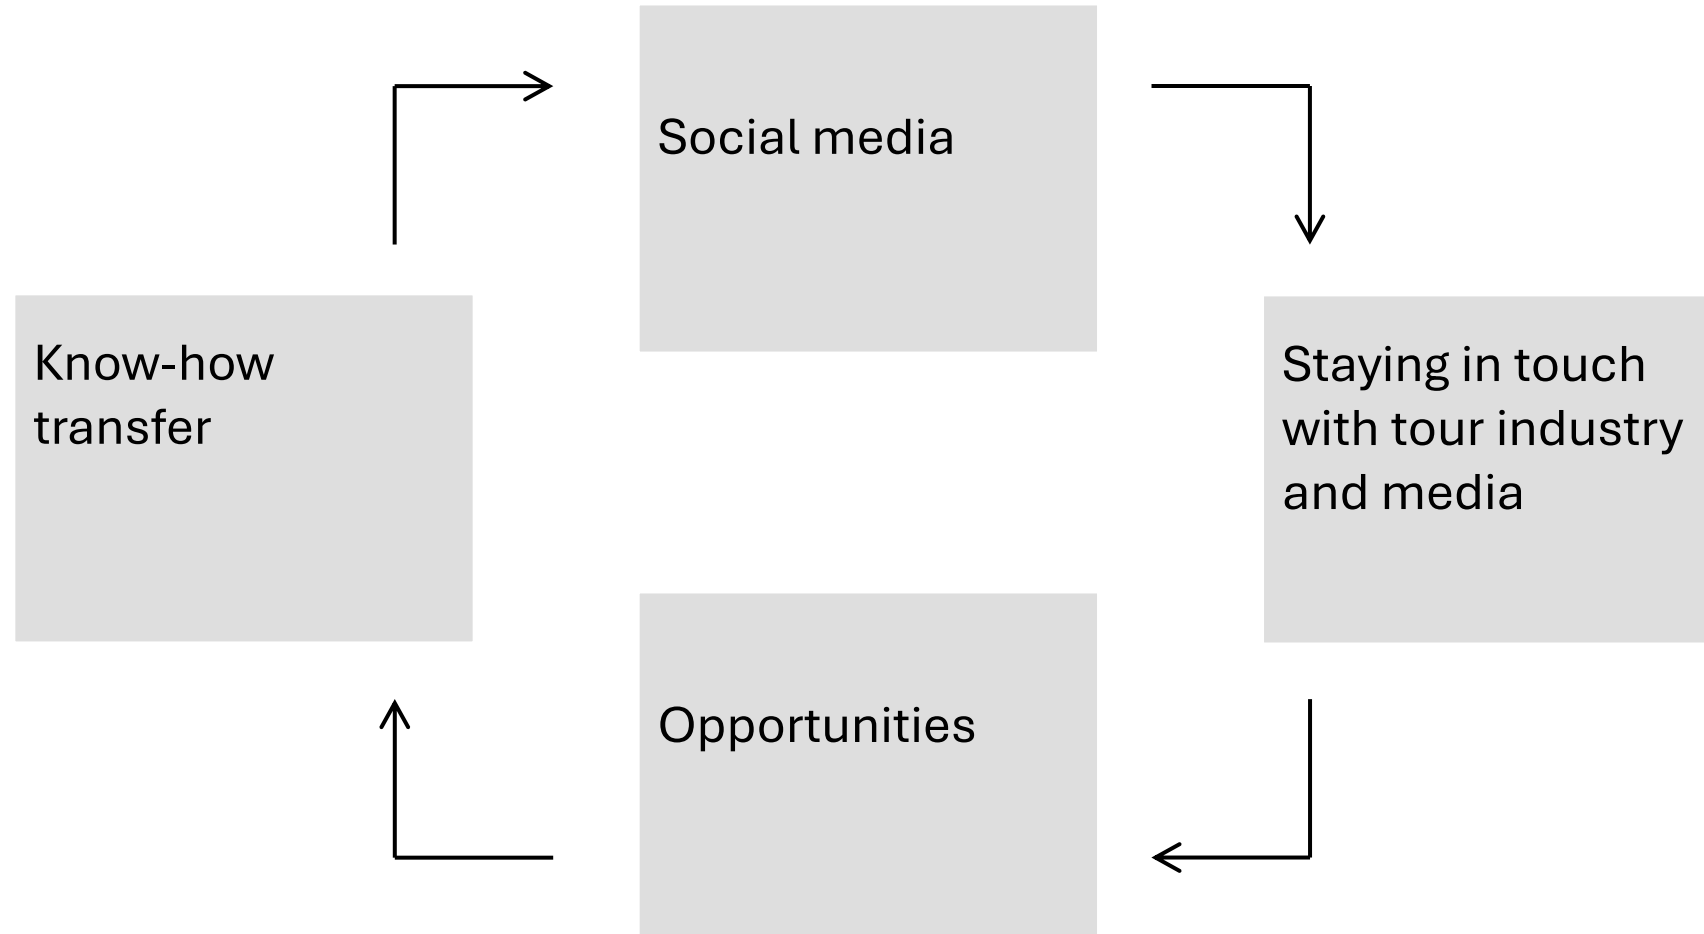 Social media
Know-how
transfer
Staying in touch
with tour industry
and media
Opportunities